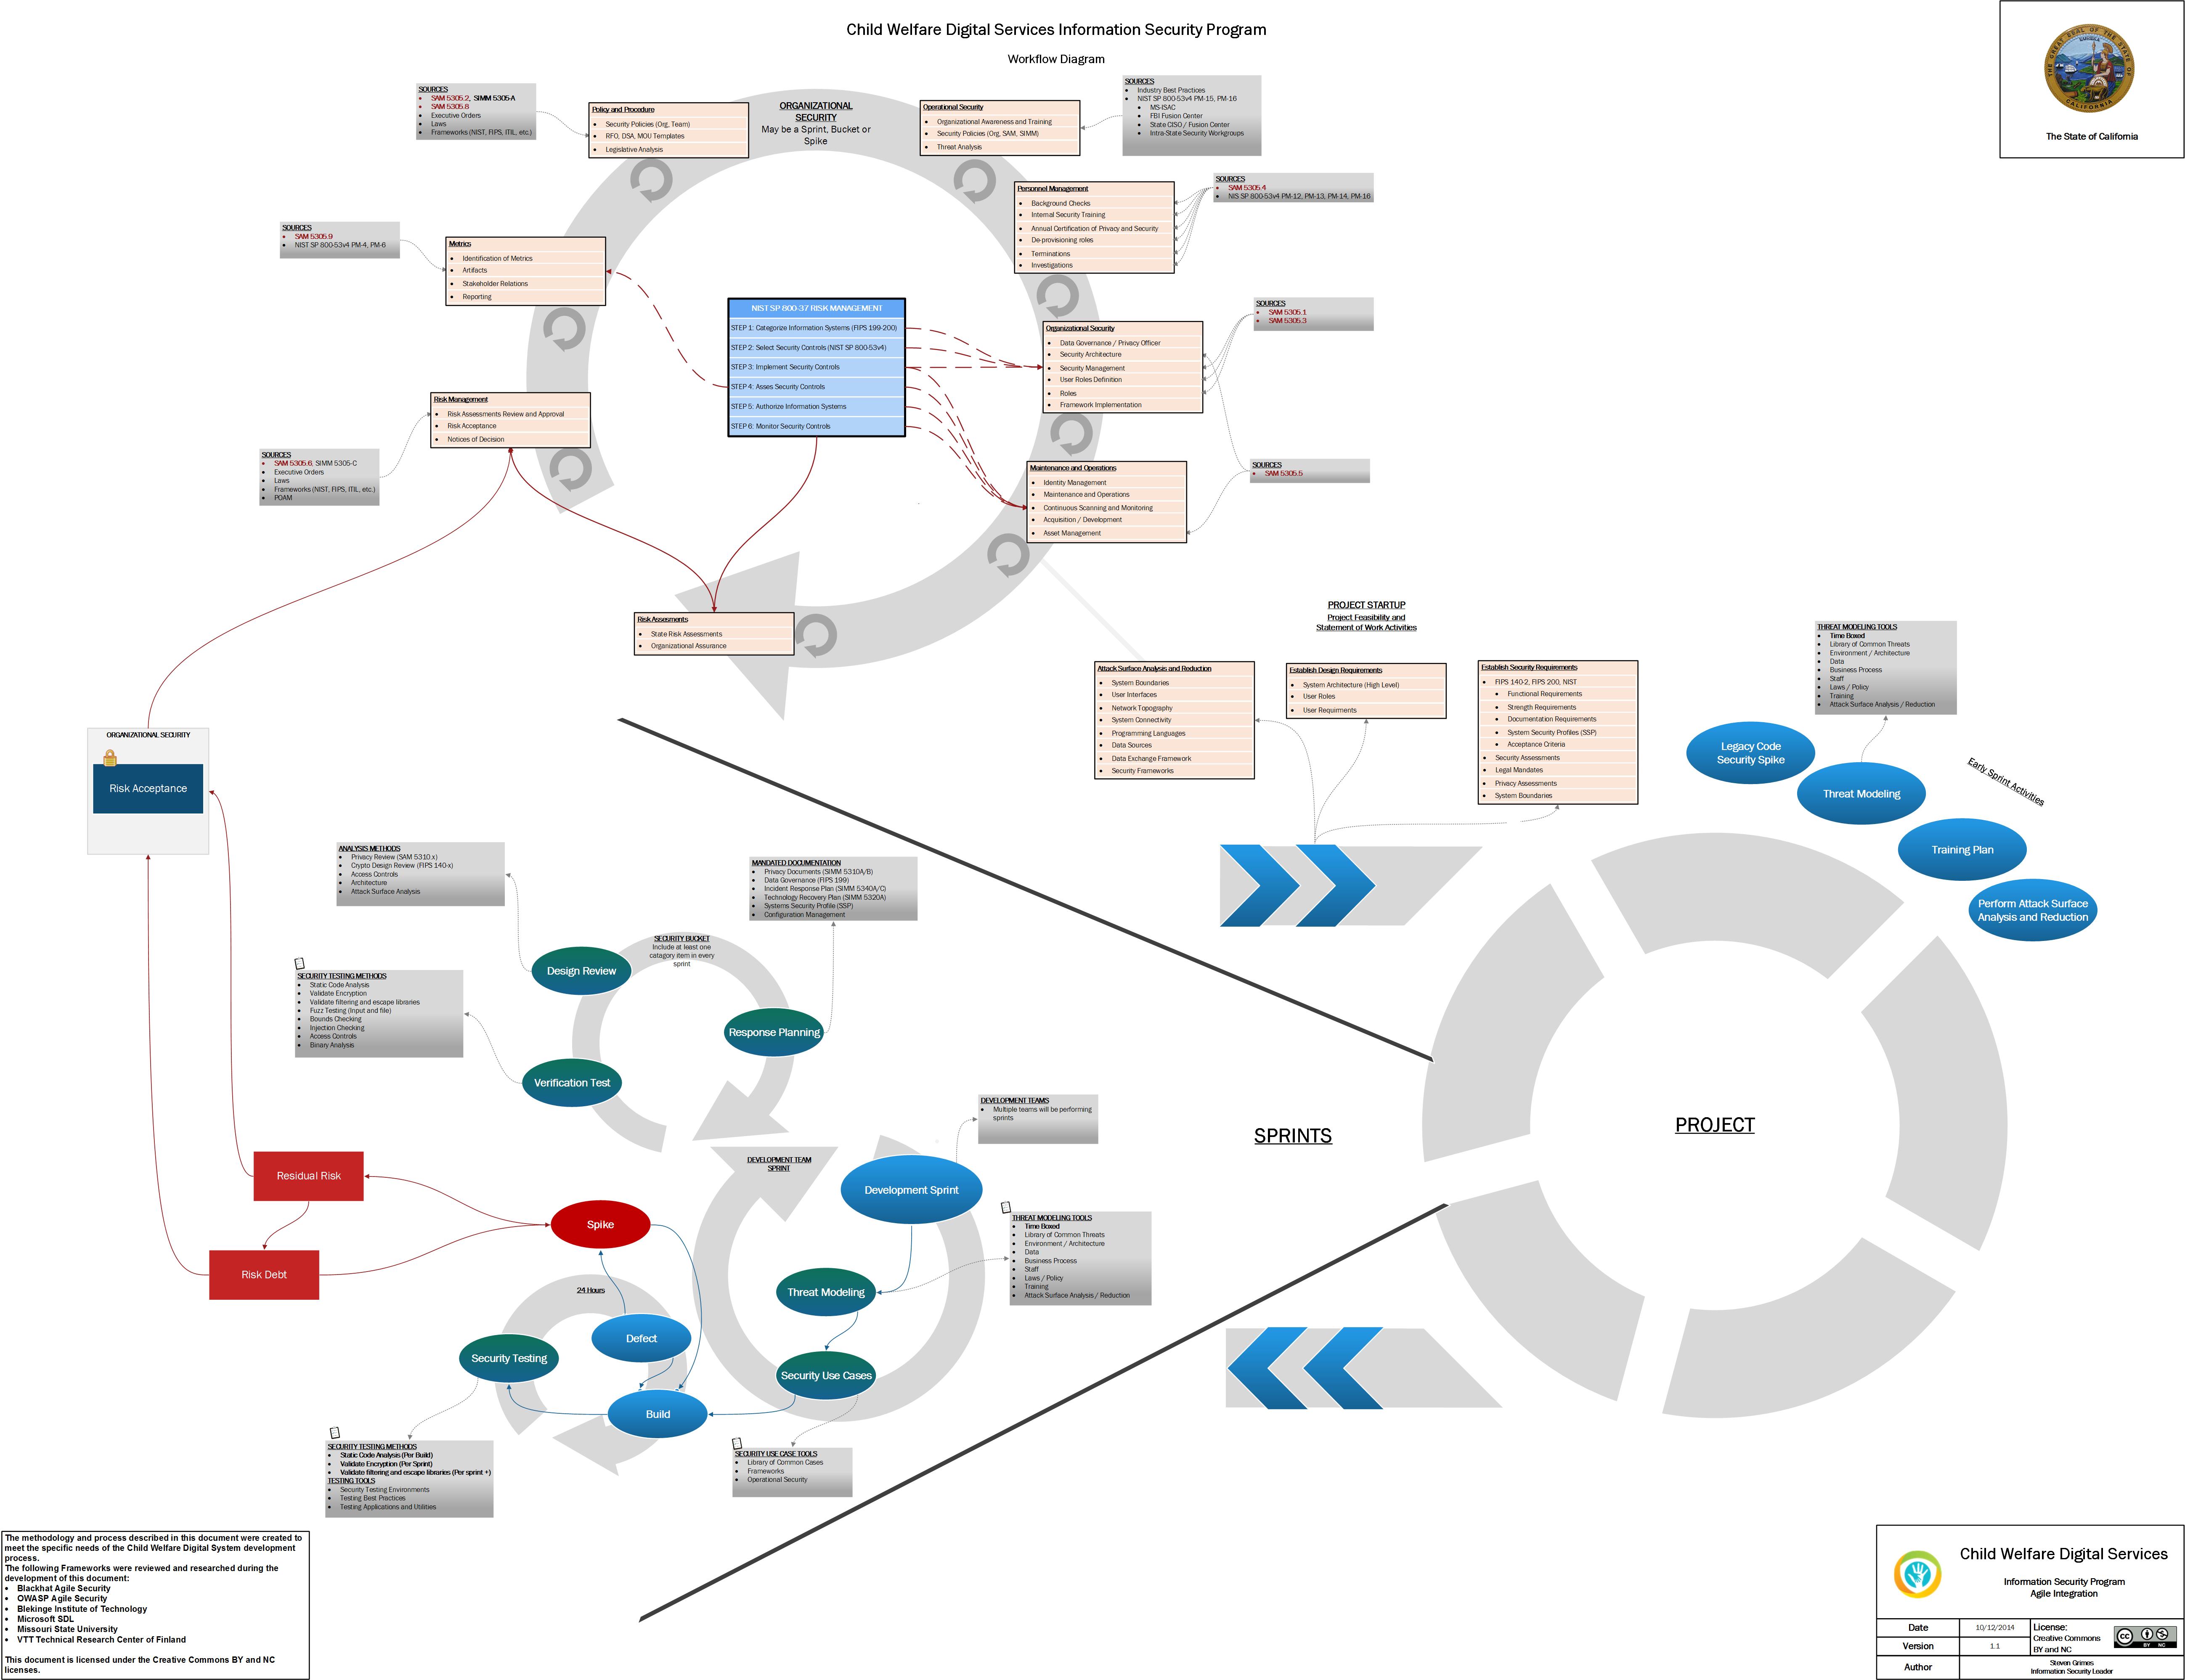 Child Welfare Digital Services Information Security Program
Workflow Diagram
THE GREAT SEAL OF THE STATE OF CALIFORNIA
EUREKA
The State of California
SOURCES
• SAM 5305.2, SIMM 5305-A
• SAM 5305.8
• Executive Orders
• Laws
• Frameworks (NIST, FIPS, ITIL, etc.)
Policy and Procedure
• Security Policies (Org, Team)
• RFO, DSA, MOU Templates
• Legislative Analysis
ORGANIZATIONAL
SECURITY
May be a Sprint, Bucket or
Spike
Operational Security
• Organizational Awareness and Training
• Security Policies (Org, SAM, SIMM)
• Threat Analysis
SOURCES
• Industry Best Practices
• NIST SP 800-53v4 PM-15, PM-16
• MS-ISAC
• FBI Fusion Center
• State CISO / Fusion Center
• Intra-State Security Workgroups
Personnel Management
• Background Checks
• Internal Security Training
• Annual Certification of Privacy and Security
• De-provisioning roles
• Terminations
• Investigations
SOURCES
• SAM 5305.4
• NIS SP 800-53v4 PM-12, PM-13, PM-14, PM-16
SOURCES
• SAM 5305.9
• NIST SP 800-53v4 PM-4, PM-6
Metrics
• Identification of Metrics
• Artifacts
• Stakeholder Relations
• Reporting
NIST SP 800-37 RISK MANAGEMENT
STEP 1: Categorize Information Systems (FIPS 199-200)
STEP 2: Select Security Controls (NIST SP 800-53v4)
STEP 3: Implement Security Controls
STEP 4: Asses Security Controls
STEP 5: Authorize Information Systems
STEP 6: Monitor Security Controls
Organizational Security
• Data Governance / Privacy Officer
• Security Architecture
• Security Management
• User Roles Definition
• Roles
• Framework Implementation
SOURCES
• SAM 5305.1
• SAM 5305.3
Risk Management
• Risk Assessments Review and Approval
• Risk Acceptance
• Notices of Decision
SOURCES
• SAM 5305.6, SIMM 5305-C
• Executive Orders
• Laws
• Frameworks (NIST, FIPS, ITIL, etc.)
• POAM
Maintenance and Operations
• Identity Management
• Maintenance and Operations
• Continuous Scanning and Monitoring
• Acquisition / Development
• Asset Management
SOURCES
• SAM 5305.5
Risk Assesments
• State Risk Assessments
• Organizational Assurance
PROJECT STARTUP
Project Feasibility and
Statement of Work Activities
Attack Surface Analysis and Reduction
• System Boundaries
• User Interfaces
• Network Topography
• System Connectivity
• Programming Languages
• Data Sources
• Data Exchange Framework
• Security Frameworks
Establish Design Requirements
• System Architecture (High Level)
• User Roles
• User Requirments
Establish Security Requirements
• FIPS 140-2, FIPS 200, NIST
• Functional Requirements
• Strength Requirements
• Documentation Requirements
• System Security Profiles (SSP)
• Acceptance Criteria
• Security Assessments
• Legal Mandates
• Privacy Assessments
• System Boundaries
THREAT MODELING TOOLS
• Time Boxed
• Library of Common Threats
• Environment / Architecture
• Data
• Business Process
• Staff
• Laws / Policy
• Training
• Attack Surface Analysis / Reduction
Legacy Code
Security Spike
Threat Modeling
Early Sprint Activities
Training Plan
Perform Attack Surface
Analysis and Reduction
ORGANIZATIONAL SECURITY
Risk Acceptance
ANALYSIS METHODS
• Privacy Review (SAM 5310.x)
• Crypto Design Review (FIPS 140-x)
• Access Controls
• Architecture
• Attack Surface Analysis
MANDATED DOCUMENTATION
• Privacy Documents (SIMM 5310A/B)
• Data Governance (FIPS 199)
• Incident Response Plan (SIMM 5340A/C)
• Technology Recovery Plan (SIMM 5320A)
• Systems Security Profile (SSP)
• Configuration Management
SECURITY BUCKET
Include at least one
catagory item in every
sprint
Design Review
Response Planning
Verification Test
SECURITY TESTING METHODS
• Static Code Analysis
• Validate Encryption
• Validate filtering and escape libraries
• Fuzz Testing (Input and file)
• Bounds Checking
• Injection Checking
• Access Controls
• Binary Analysis
DEVELOPMENT TEAMS
• Multiple teams will be performing
sprints
SPRINTS
PROJECT
DEVELOPMENT TEAM
SPRINT
Development Sprint
Residual Risk
Spike
Risk Debt
THREAT MODELING TOOLS
• Time Boxed
• Library of Common Threats
• Environment / Architecture
• Data
• Business Process
• Staff
• Laws / Policy
• Training
• Attack Surface Analysis / Reduction
Threat Modeling
24 Hours
Defect
Security Testing
Security Use Cases
Build
SECURITY TESTING METHODS
• Static Code Analysis (Per Build)
• Validate Encryption (Per Sprint)
• Validate filtering and escape libraries (Per sprint +)
TESTING TOOLS
• Security Testing Environments
• Testing Best Practices
• Testing Applications and Utilities
SECURITY USE CASE TOOLS
• Library of Common Cases
• Frameworks
• Operational Security
The methodology and process described in this document were created to
meet the specific needs of the Child Welfare Digital System development
process.
The following Frameworks were reviewed and researched during the
development of this document:
• Blackhat Agile Security
• OWASP Agile Security
• Blekinge Institute of Technology
• Microsoft SDL
• Missouri State University
• VTT Technical Research Center of Finland
This document is licensed under the Creative Commons BY and NC
licenses.
Child Welfare Digital Services
Information Security Program
Agile Integration
Date
10/12/2014
License:
Creative Commons
BY and NC
CC BY NC
Version
1.1
Author
Steven Grimes
Information Security Leader